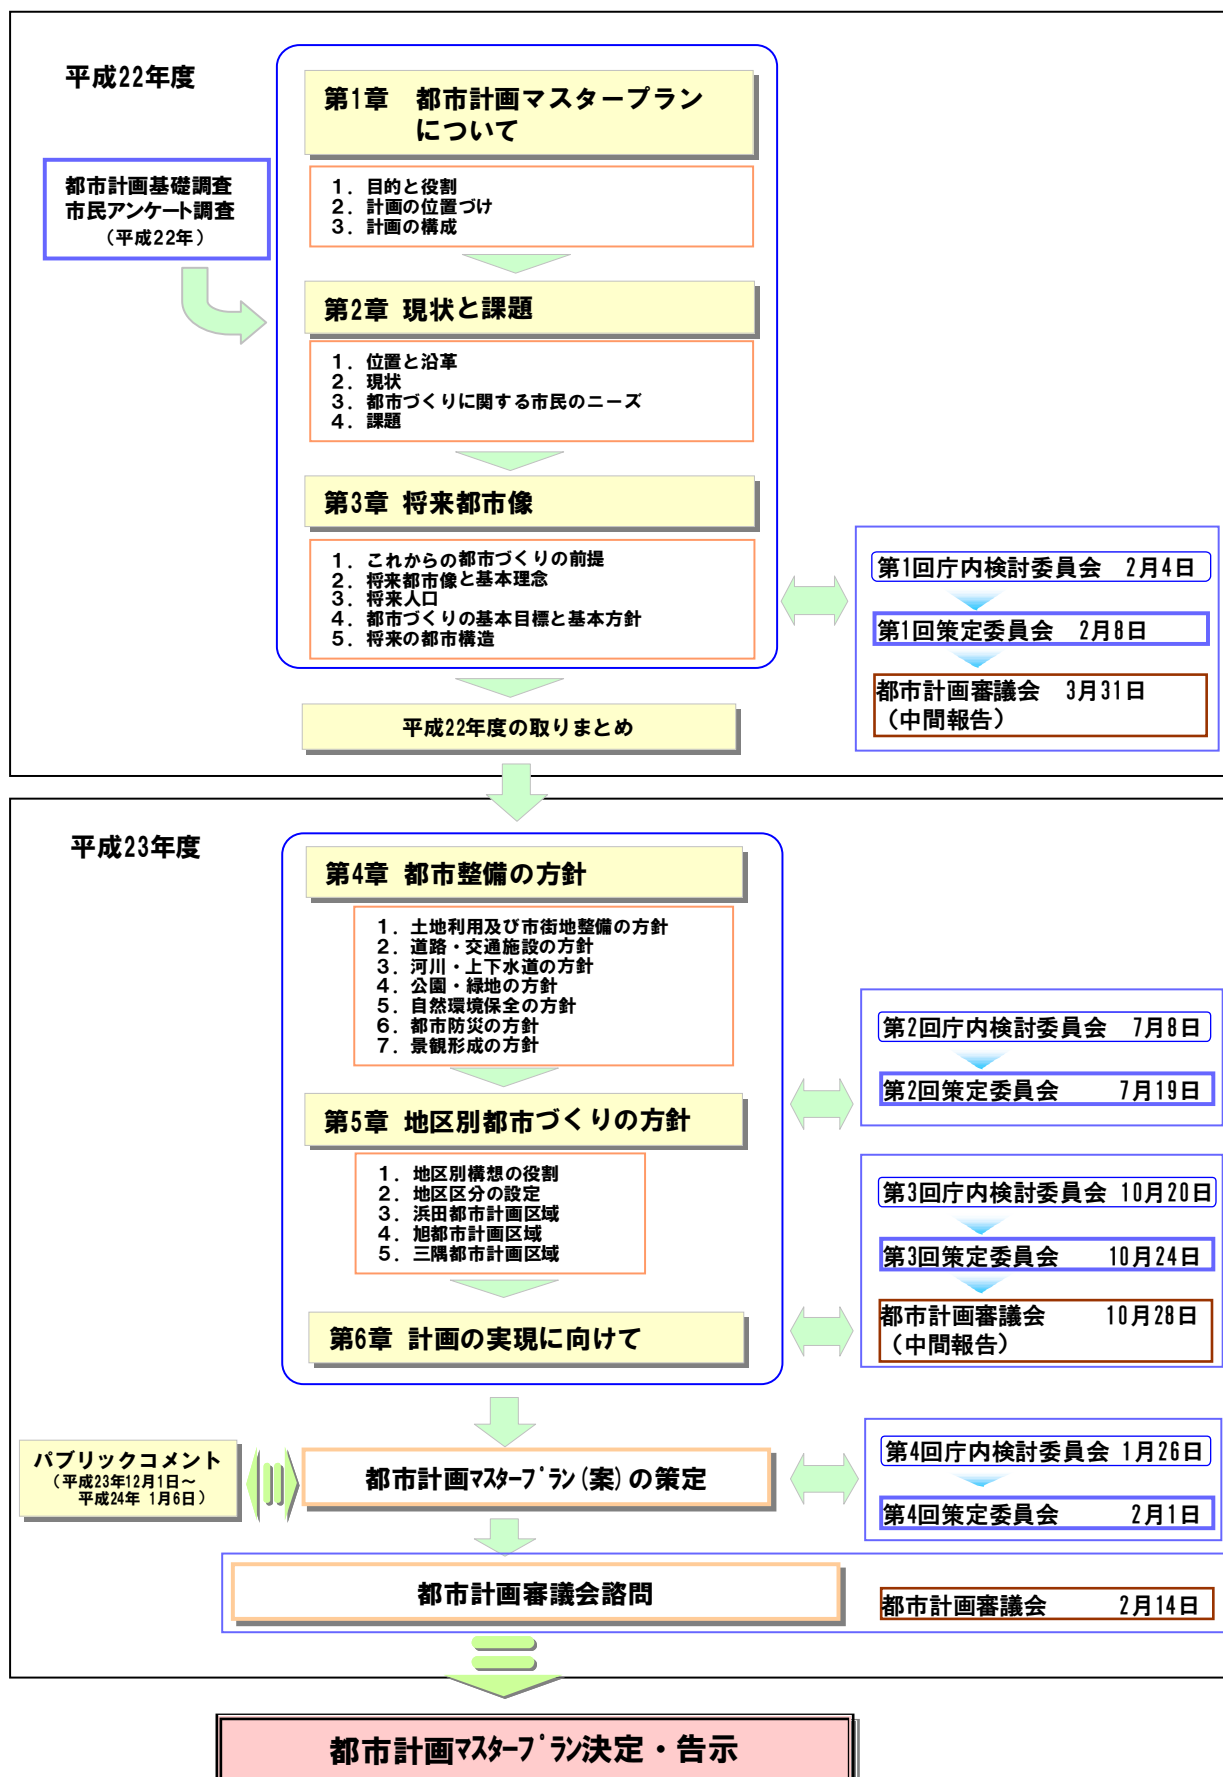 平成22年度
第1章　都市計画マスタープラン
について
都市計画基礎調査
市民アンケート調査
（平成22年）
1．目的と役割
2．計画の位置づけ
3．計画の構成
第2章 現状と課題
1．位置と沿革
2．現状
3．都市づくりに関する市民のニーズ
4．課題
第3章 将来都市像
1．これからの都市づくりの前提
2．将来都市像と基本理念
3．将来人口
4．都市づくりの基本目標と基本方針
5．将来の都市構造
第1回庁内検討委員会　2月4日
第1回策定委員会　2月8日
都市計画審議会　3月31日
（中間報告）
平成22年度の取りまとめ
平成23年度
第4章 都市整備の方針
1．土地利用及び市街地整備の方針
2．道路・交通施設の方針
3．河川・上下水道の方針
4．公園・緑地の方針
5．自然環境保全の方針
6．都市防災の方針
7．景観形成の方針
第2回庁内検討委員会　7月8日
第2回策定委員会　7月19日
第5章 地区別都市づくりの方針
1．地区別構想の役割
2．地区区分の設定
3．浜田都市計画区域
4．旭都市計画区域
5．三隅都市計画区域
第3回庁内検討委員会 10月20日
第3回策定委員会　10月24日
都市計画審議会　10月28日
（中間報告）
第6章 計画の実現に向けて
パブリックコメント
（平成23年12月1日～
平成24年 1月6日）
都市計画ﾏｽﾀｰﾌﾟﾗﾝ(案)の策定
第4回庁内検討委員会 1月26日
第4回策定委員会　2月1日
都市計画審議会諮問
都市計画審議会　2月14日
都市計画ﾏｽﾀｰﾌﾟﾗﾝ決定・告示